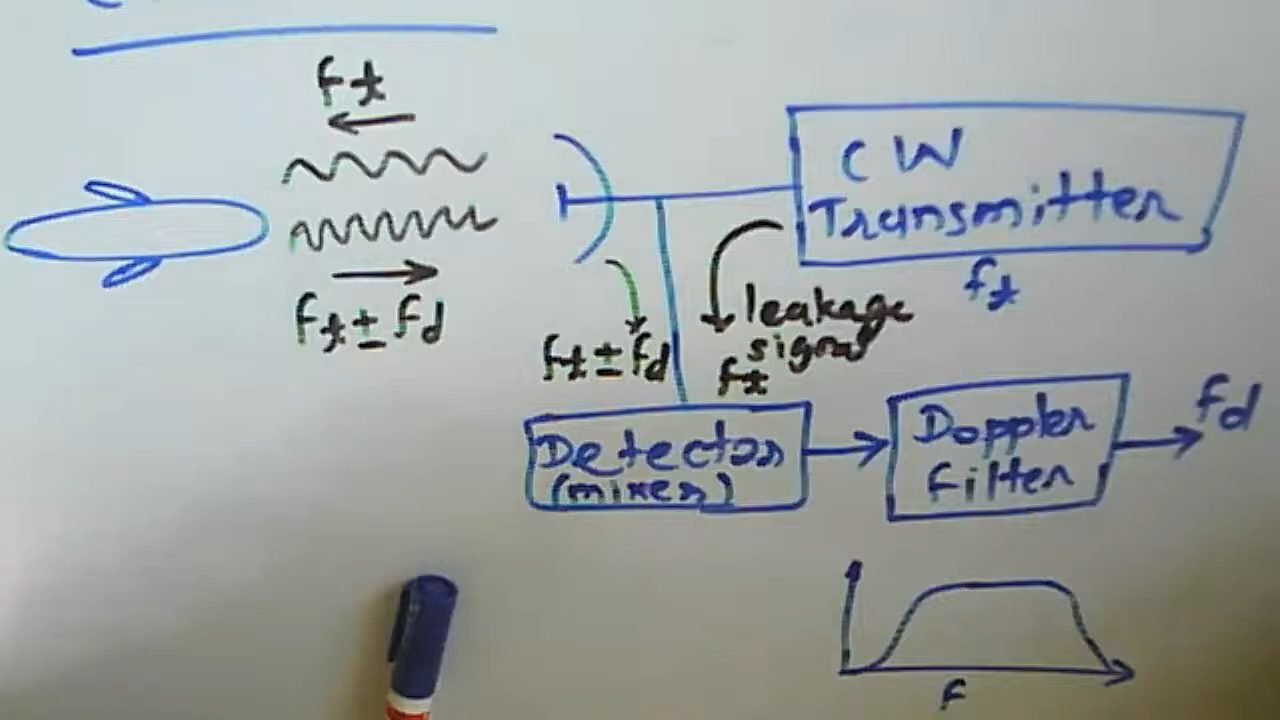 ft
CW
Transmitter
ft
ft ± fd
leakage
signal
ft
ft ± fd
Detector
(mixer)
Doppler
filter
fd
F